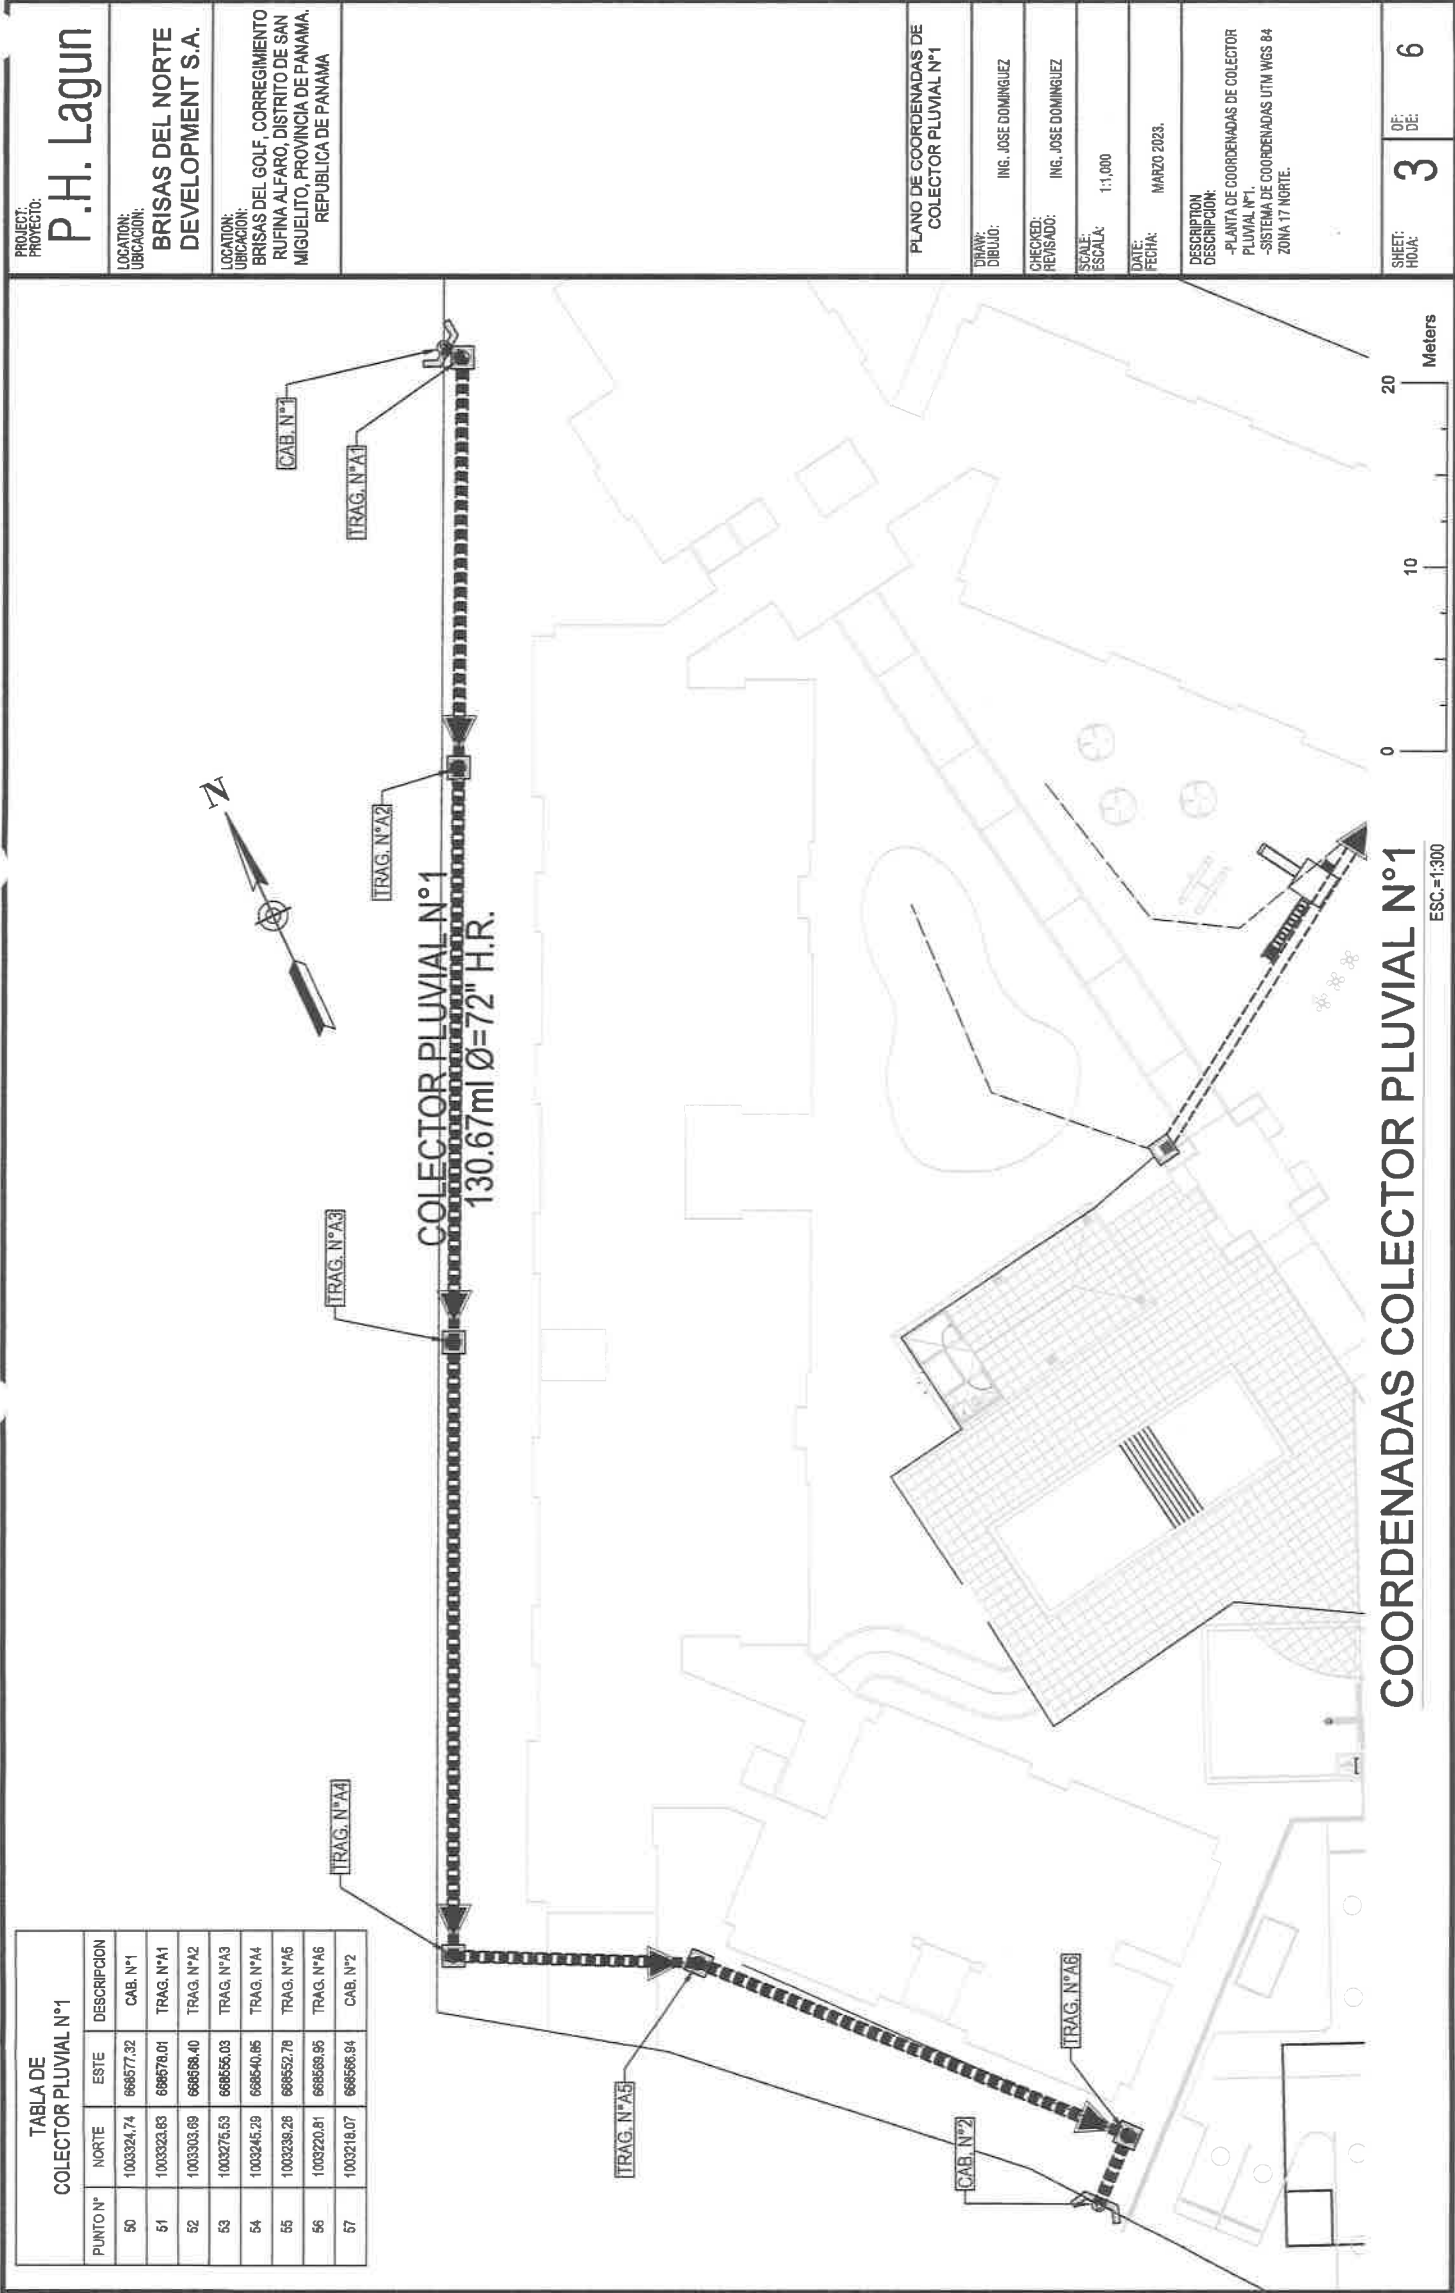 TABLA DE
COLECTOR PLUVIAL N°1
PUNTO N° NORTE ESTE DESCRIPCION
50 1003324.74 668577.32 CAB. N°1
51 1003323.83 668578.01 TRAG. N°A1
52 1003303.69 668568.40 TRAG. N°A2
53 1003275.53 668555.03 TRAG. N°A3
54 1003245.29 668540.85 TRAG. N°A4
55 1003239.26 668552.78 TRAG. N°A5
56 1003220.81 668569.95 TRAG. N°A6
57 1003218.07 668566.94 CAB. N°2
CAB. N°1
TRAG. N°A1
TRAG. N°A2
TRAG. N°A3
TRAG. N°A4
TRAG. N°A5
TRAG. N°A6
CAB. N°2
N
COLECTOR PLUVIAL N°1
130.67ml Ø=72" H.R.
COORDENADAS COLECTOR PLUVIAL N°1
ESC.=1:300
0 10 20
Meters
PROJECT:
PROYECTO:
P.H. Lagun
LOCATION:
UBICACION:
BRISAS DEL NORTE
DEVELOPMENT S.A.
LOCATION:
UBICACION:
BRISAS DEL GOLF, CORREGIMIENTO
RUFINA ALFARO, DISTRITO DE SAN
MIGUELITO, PROVINCIA DE PANAMA.
REPUBLICA DE PANAMA
PLANO DE COORDENADAS DE
COLECTOR PLUVIAL N°1
DRAW:
DIBUJO:
ING. JOSE DOMINGUEZ
CHECKED:
REVISADO:
ING. JOSE DOMINGUEZ
SCALE:
ESCALA:
1:1,000
DATE:
FECHA:
MARZO 2023.
DESCRIPTION
DESCRIPCION:
-PLANTA DE COORDENADAS DE COLECTOR
PLUVIAL N°1.
-SISTEMA DE COORDENADAS UTM WGS 84
ZONA 17 NORTE.
SHEET:
HOJA:
3
OF:
DE:
6